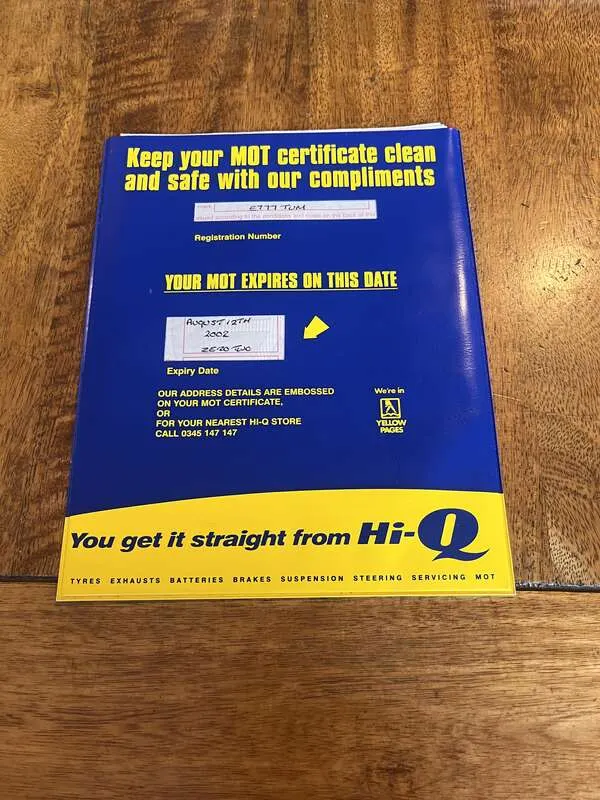 Keep your MOT certificate clean
and safe with our compliments
E777 TJM
Registration Number
YOUR MOT EXPIRES ON THIS DATE
AUGUST 12TH
2002
ZERO TWO
Expiry Date
OUR ADDRESS DETAILS ARE EMBOSSED
ON YOUR MOT CERTIFICATE,
OR
FOR YOUR NEAREST HI-Q STORE
CALL 0345 147 147
We're in
YELLOW
PAGES
You get it straight from Hi-Q
TYRES EXHAUSTS BATTERIES BRAKES SUSPENSION STEERING SERVICING MOT